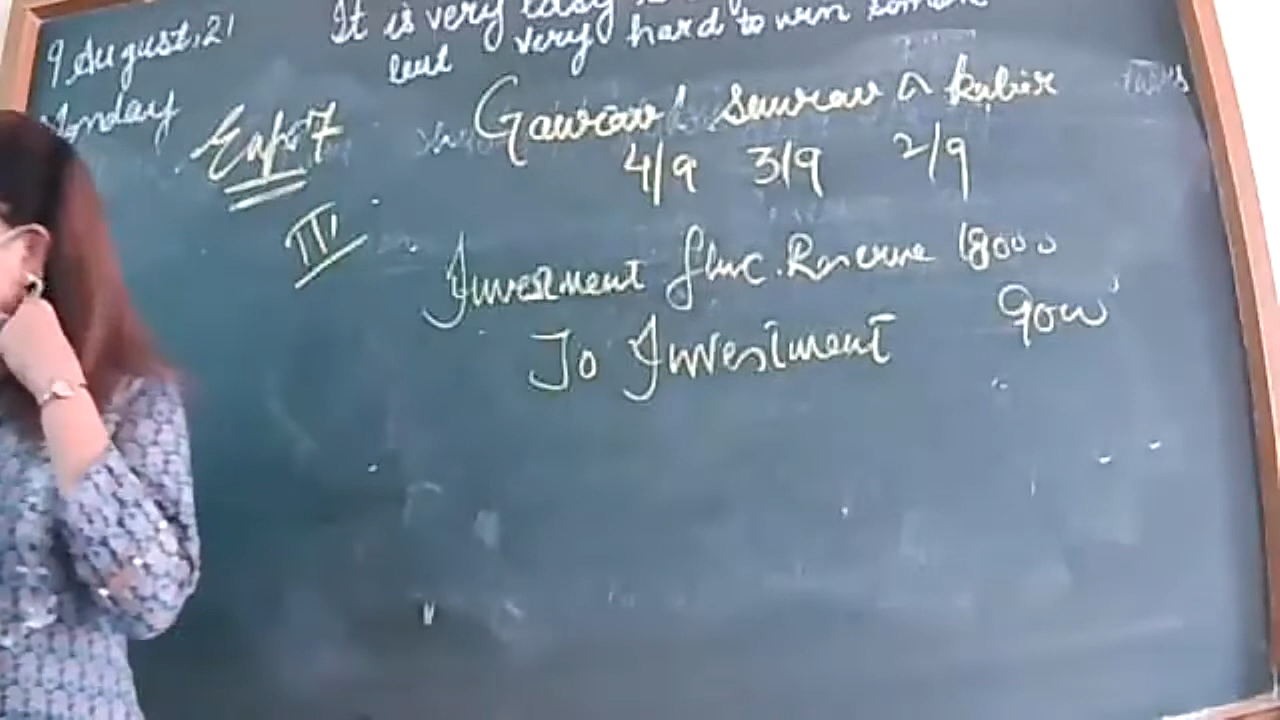 9 August, 21
Monday
It is very easy
but very hard to win
Exp: 7
Gaurav, Saurav & Kabir
4/9 3/9 2/9
III,
Investment Fluc. Reserve 18000
To Investment 9000